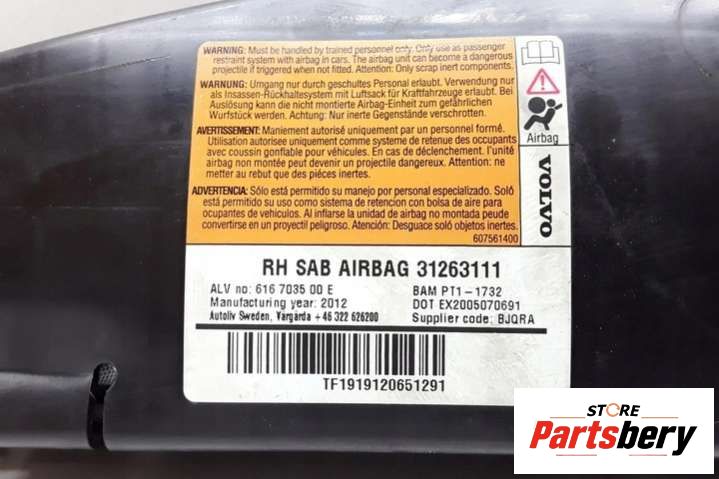 WARNING: Must be handled by trained personnel only. Only use as passenger
restraint system with airbag in cars. The airbag unit can become a dangerous
projectile if triggered when not fitted. Attention: Only scrap inert components.
WARNUNG: Umgang nur durch geschultes Personal erlaubt. Verwendung nur
als Insassen-Rückhaltesystem mit Luftsack für Kraftfahrzeuge erlaubt. Bei
Auslösung kann die nicht montierte Airbag-Einheit zum gefährlichen
Wurfstück werden. Achtung: Nur inerte Gegenstände verschrotten.
AVERTISSEMENT: Maniement autorisé uniquement par un personnel formé.
Utilisation autorisée uniquement comme système de retenue des occupants
avec coussin gonflable pour véhicules. En cas de déclenchement. l'unité
airbag non montée peut devenir un projectile dangereux. Attention: ne
mettre au rebut que des pièces inertes.
ADVERTENCIA: Sólo está permitido su manejo por personal especializado. Soló
está permitido su uso como sistema de retención con bolsa de aire para
ocupantes de vehículos. Al inflarse la unidad de airbag no montada puede
convertirse en un proyectil peligroso. Atención: Desguace soló objetos inertes.
607561400
Airbag
VOLVO
RH SAB AIRBAG 31263111
ALV no: 616 7035 00 E
BAM PT1-1732
Manufacturing year: 2012
DOT EX2005070691
Autoliv Sweden, Vårgårda +46 322 626200
Supplier code: BJQRA
TF1919120651291
STORE
Partsbery